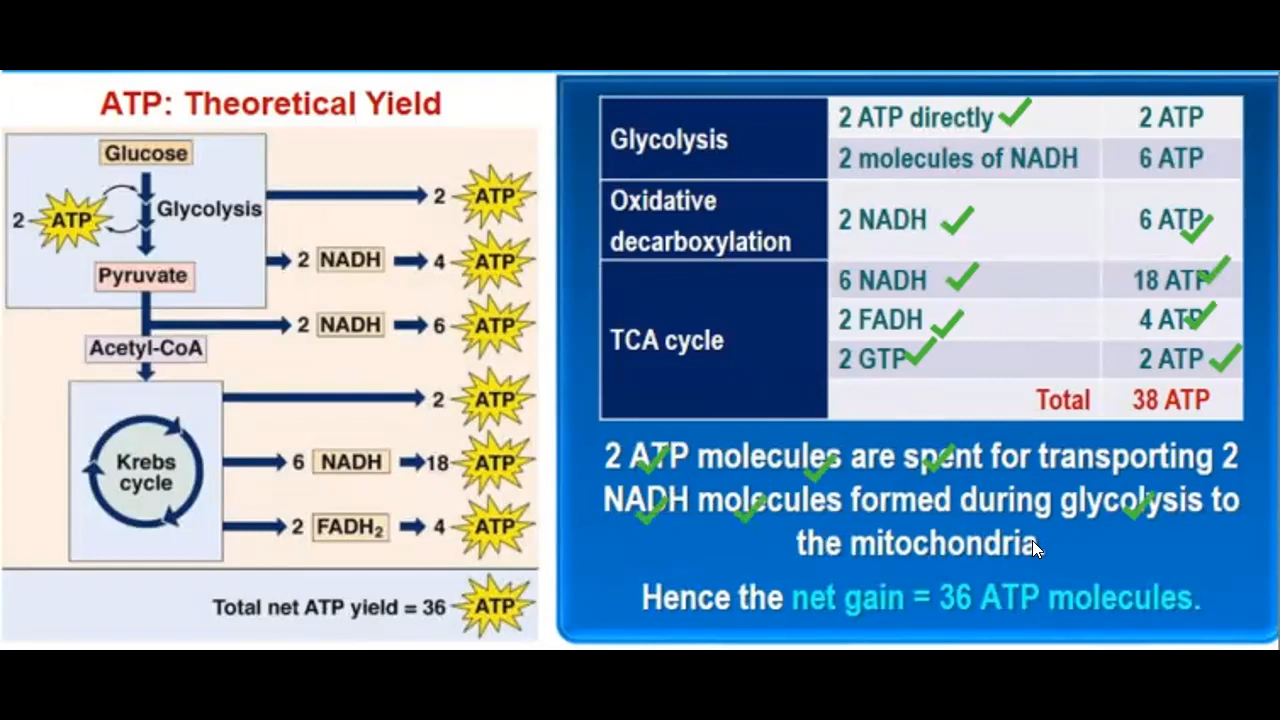 ATP: Theoretical Yield
Glucose
2 ATP
Glycolysis
Pyruvate
Acetyl-CoA
Krebs
cycle
2 ATP
2 NADH 4 ATP
2 NADH 6 ATP
2 ATP
6 NADH 18 ATP
2 FADH₂ 4 ATP
Total net ATP yield = 36 ATP
Glycolysis
2 ATP directly 2 ATP
2 molecules of NADH 6 ATP
Oxidative
decarboxylation
2 NADH 6 ATP
TCA cycle
6 NADH 18 ATP
2 FADH 4 ATP
2 GTP 2 ATP
Total 38 ATP
2 ATP molecules are spent for transporting 2
NADH molecules formed during glycolysis to
the mitochondria
Hence the net gain = 36 ATP molecules.